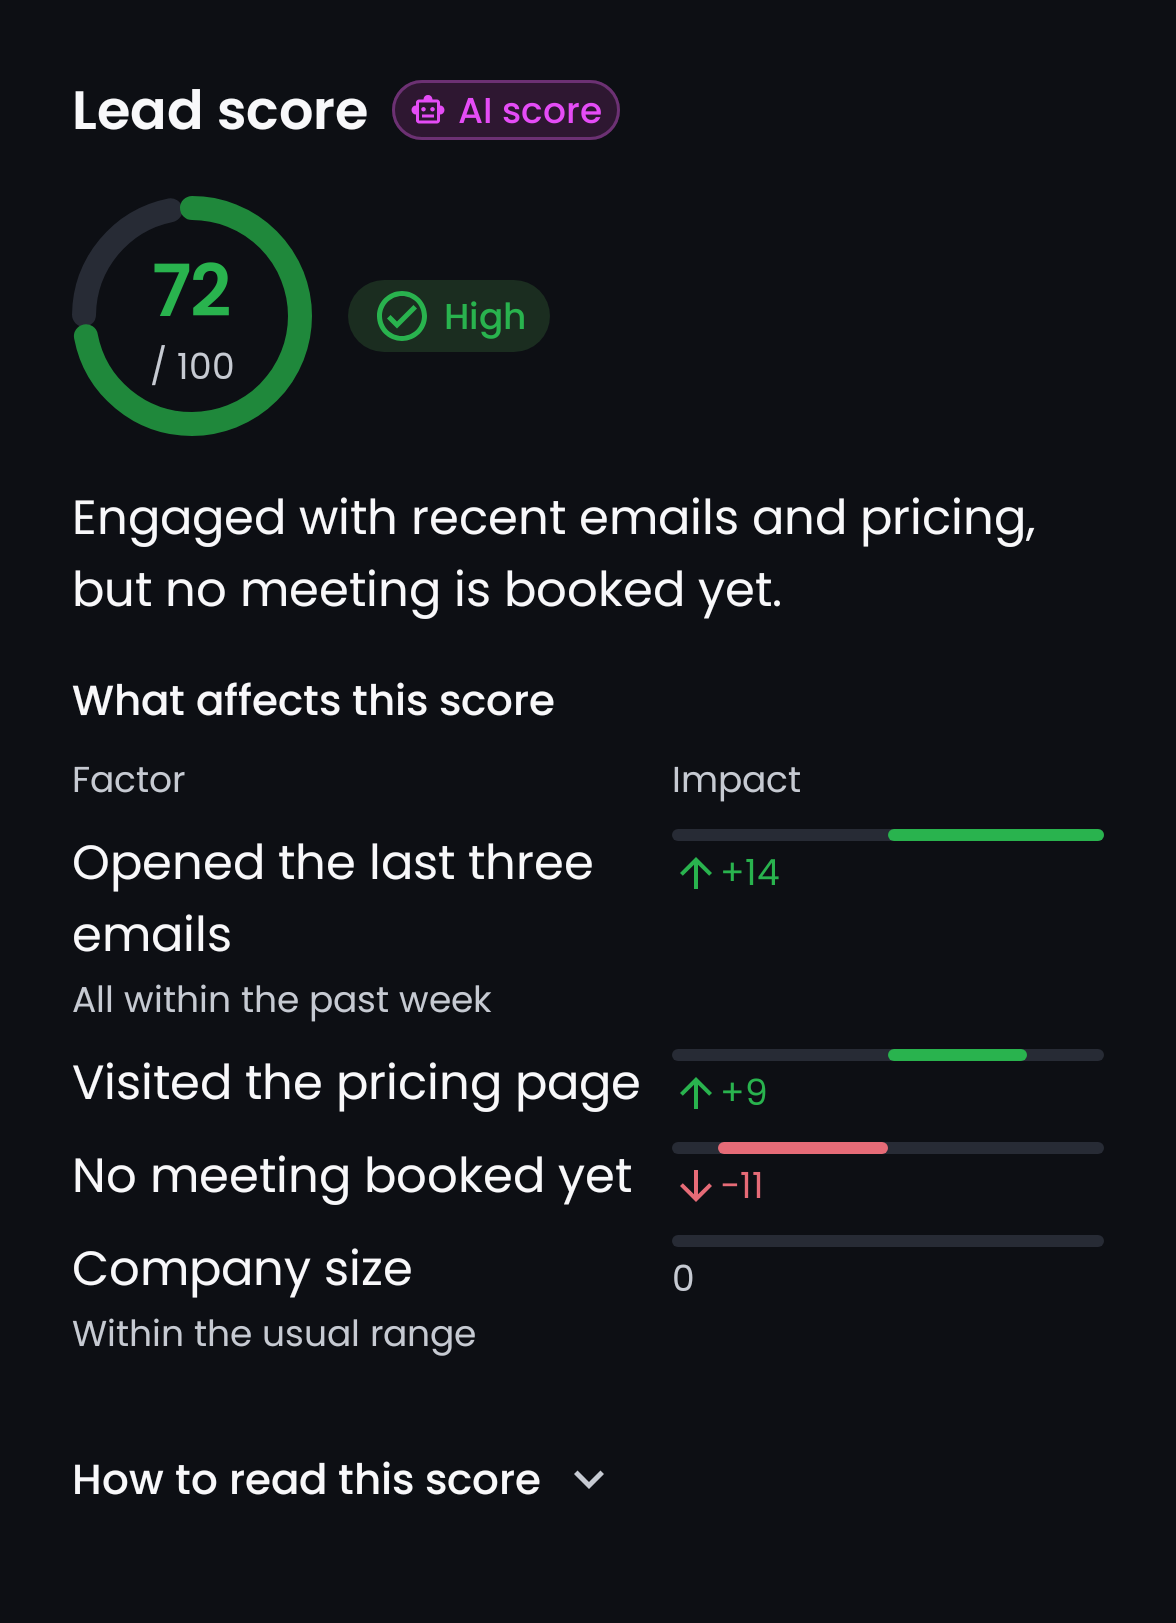 Lead score
AI score
72
/ 100
High
Engaged with recent emails and pricing,
but no meeting is booked yet.
What affects this score
Factor
Impact
Opened the last three
emails
All within the past week
+14
Visited the pricing page
+9
No meeting booked yet
-11
Company size
Within the usual range
0
How to read this score